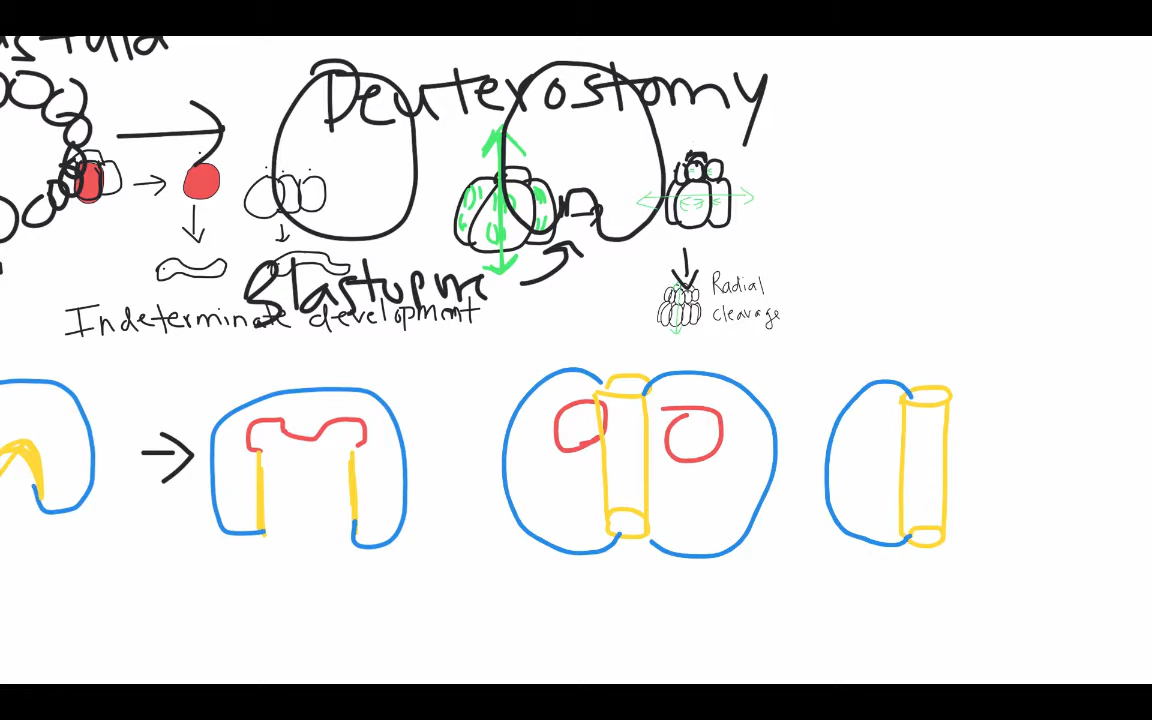 Deuterostomy
Blastopore
Indeterminate development
Radial
cleavage